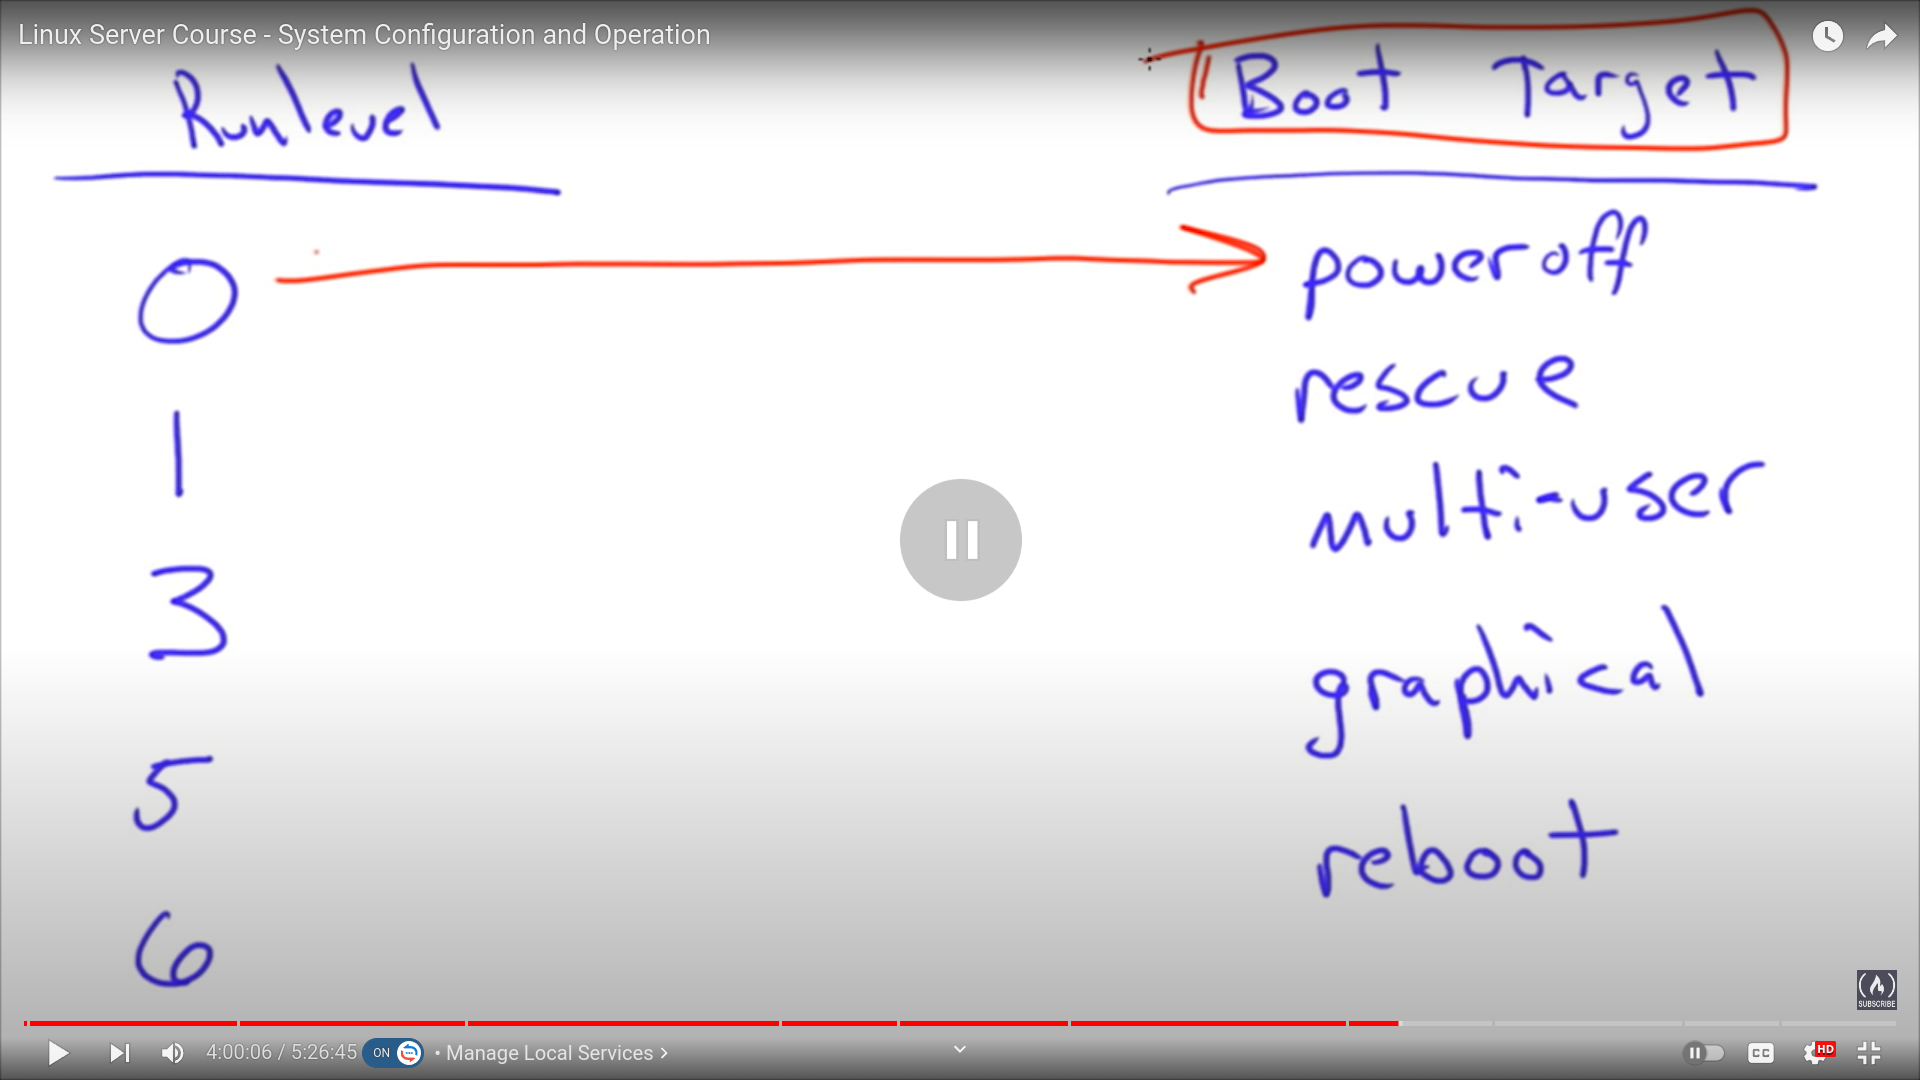 Linux Server Course - System Configuration and Operation
Runlevel Boot Target
0 poweroff
1 rescue
3 multi-user
5 graphical
6 reboot
SUBSCRIBE
4:00:06 / 5:26:45 ON • Manage Local Services > CC HD